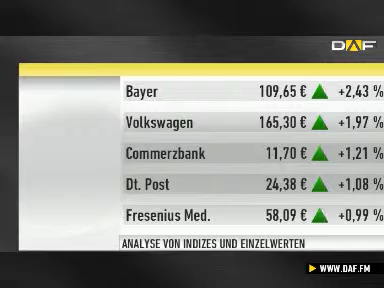 DAF
Bayer 109,65 € +2,43 %
Volkswagen 165,30 € +1,97 %
Commerzbank 11,70 € +1,21 %
Dt. Post 24,38 € +1,08 %
Fresenius Med. 58,09 € +0,99 %
ANALYSE VON INDIZES UND EINZELWERTEN
WWW.DAF.FM